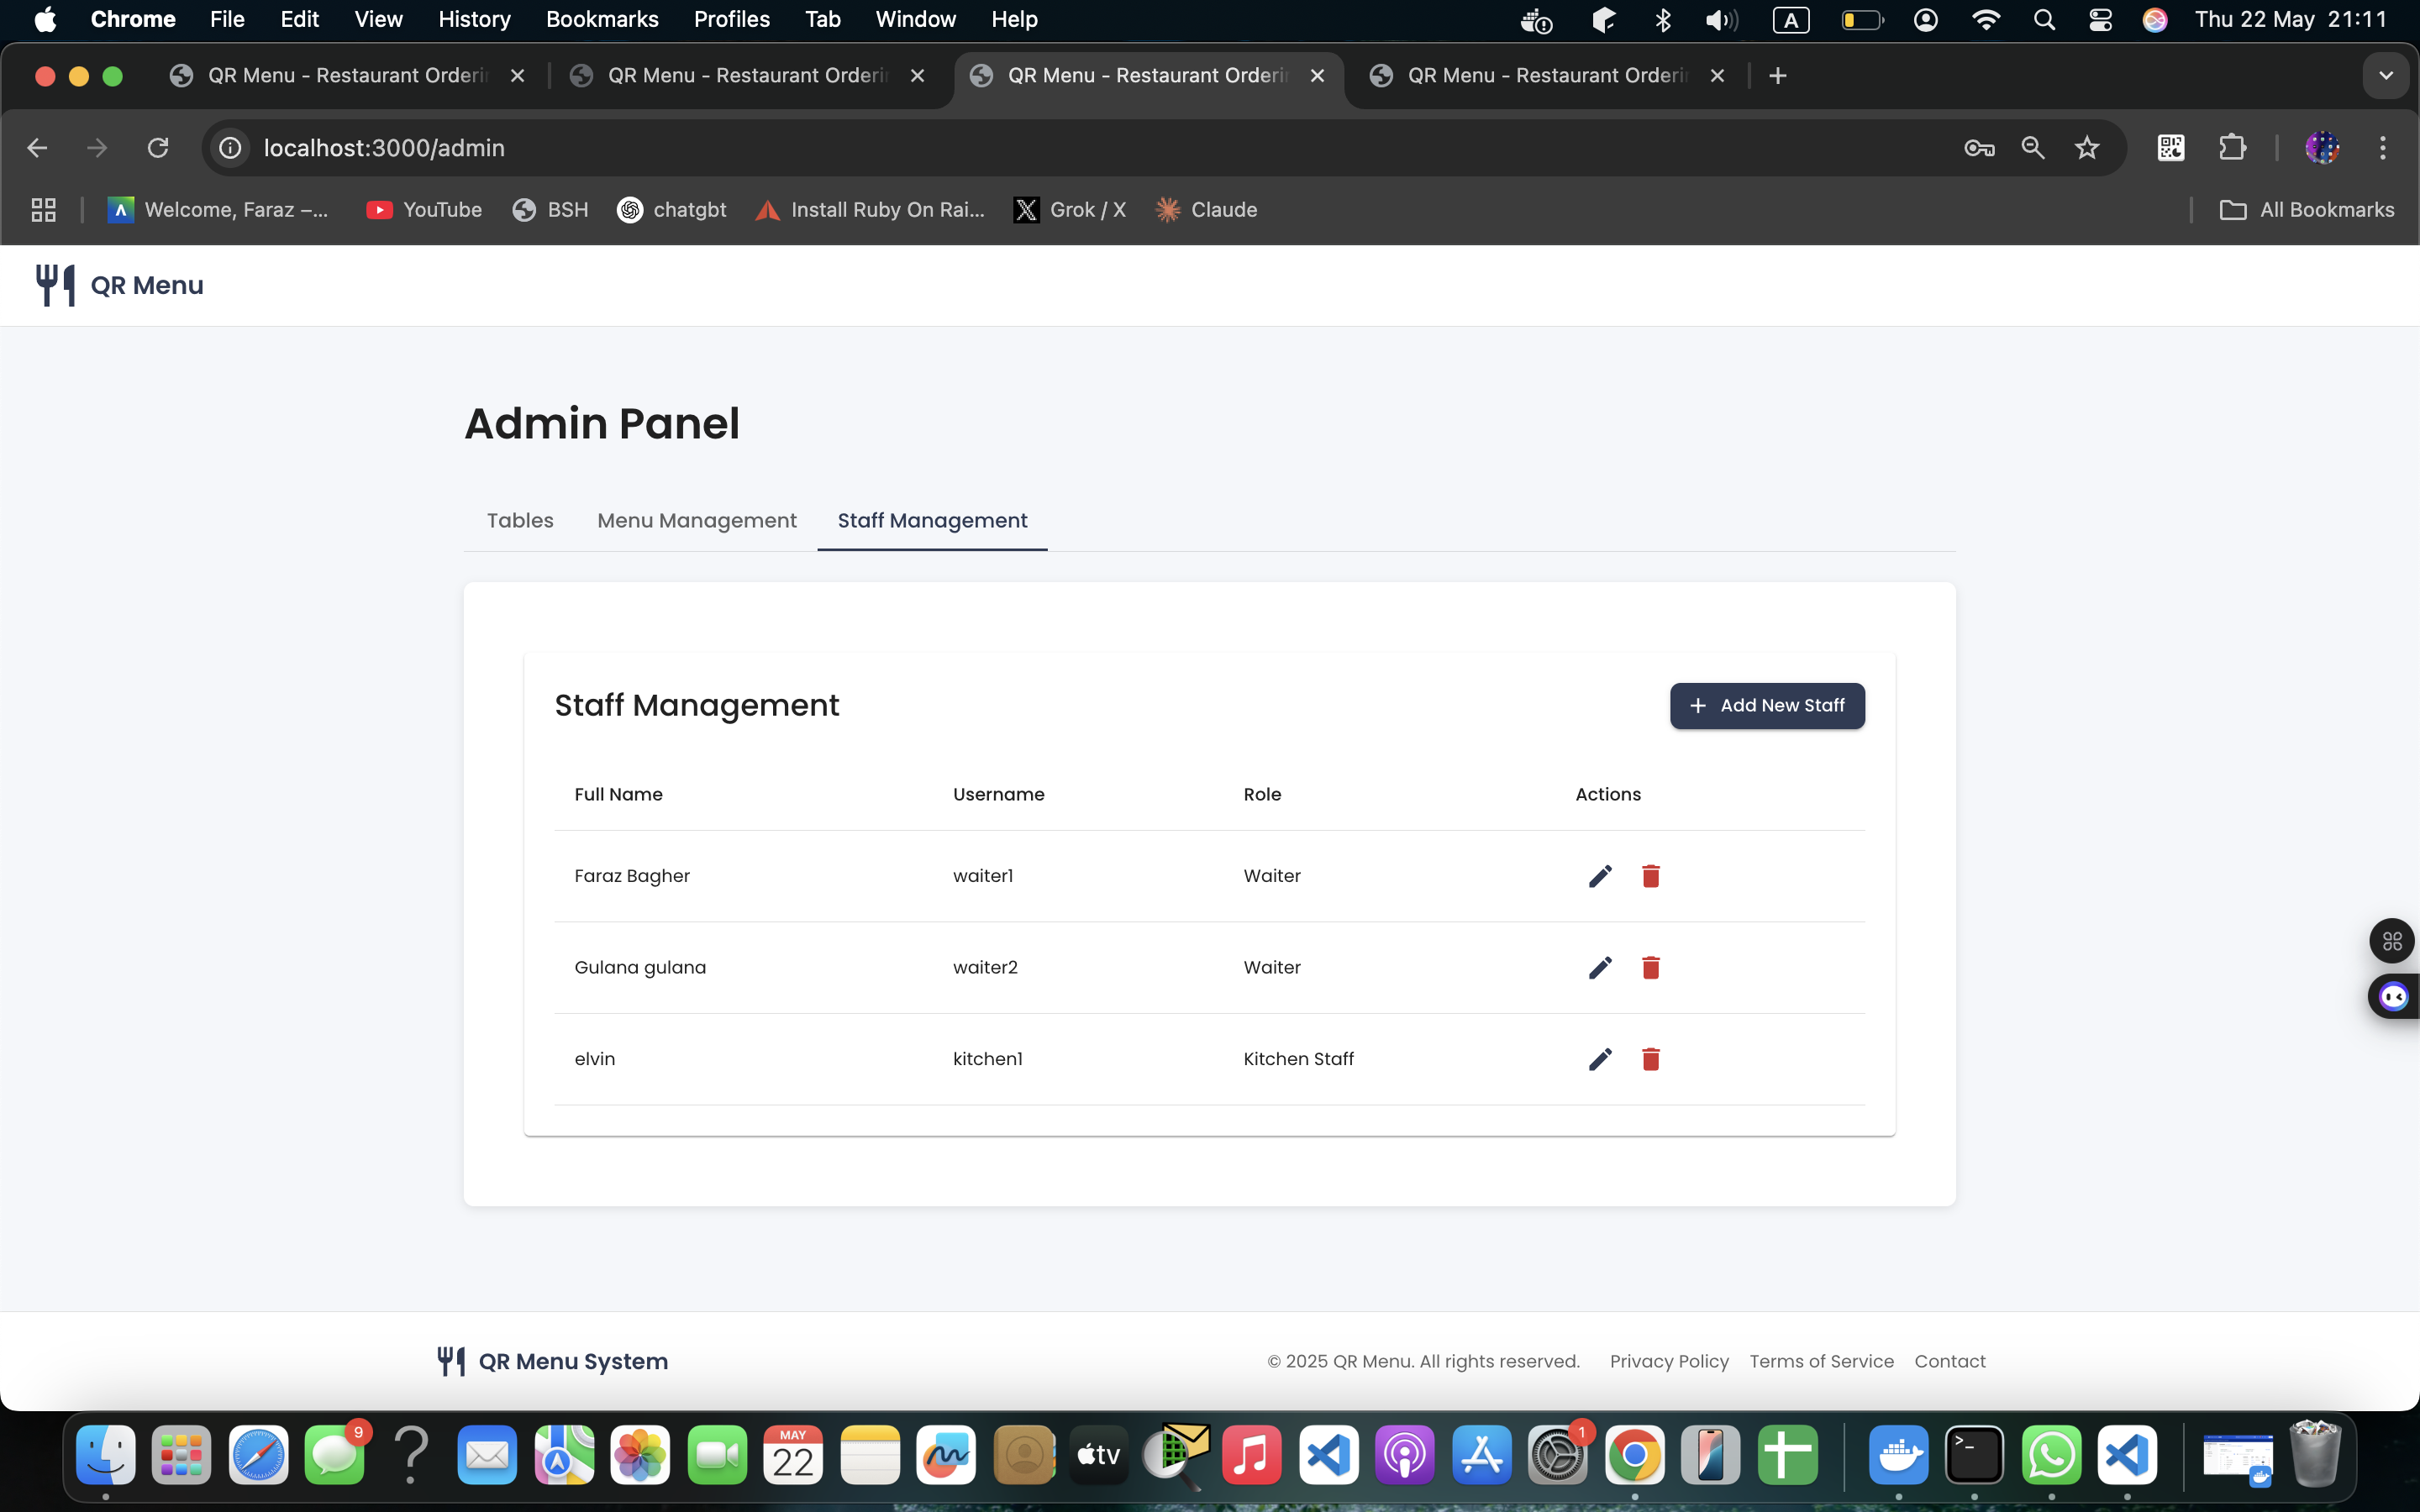 Chrome File Edit View History Bookmarks Profiles Tab Window Help A Thu 22 May 21:11
QR Menu - Restaurant Orderi QR Menu - Restaurant Orderi QR Menu - Restaurant Orderi QR Menu - Restaurant Orderi
localhost:3000/admin
Welcome, Faraz –... YouTube BSH chatgbt Install Ruby On Rai... Grok / X Claude All Bookmarks
QR Menu
Admin Panel
Tables Menu Management Staff Management
Staff Management
+ Add New Staff
Full Name Username Role Actions
Faraz Bagher waiter1 Waiter
Gulana gulana waiter2 Waiter
elvin kitchen1 Kitchen Staff
QR Menu System
© 2025 QR Menu. All rights reserved. Privacy Policy Terms of Service Contact
9 MAY 22 tv 1